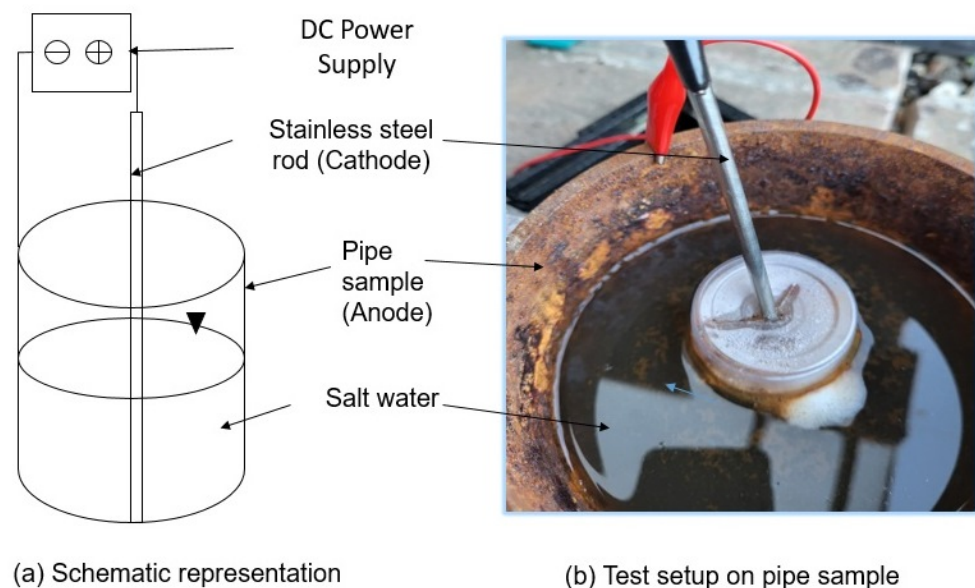 DC Power
Supply
Stainless steel
rod (Cathode)
Pipe
sample
(Anode)
Salt water
(a) Schematic representation
(b) Test setup on pipe sample